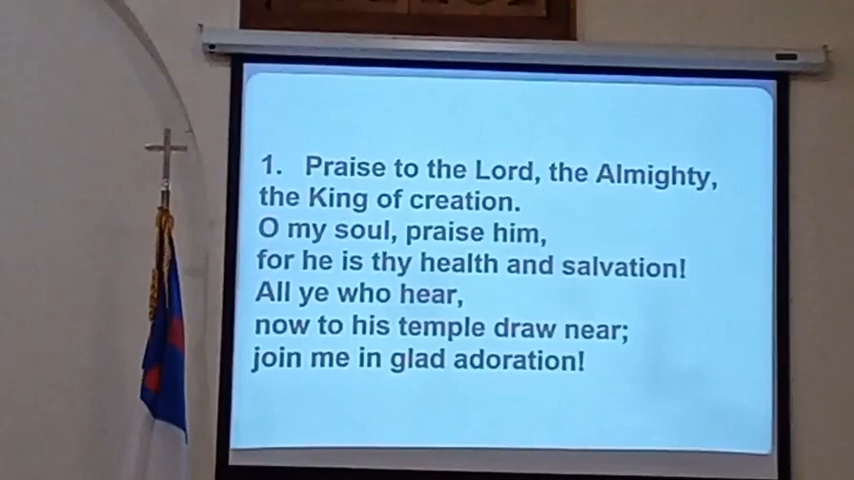 1. Praise to the Lord, the Almighty,
the King of creation.
O my soul, praise him,
for he is thy health and salvation!
All ye who hear,
now to his temple draw near;
join me in glad adoration!